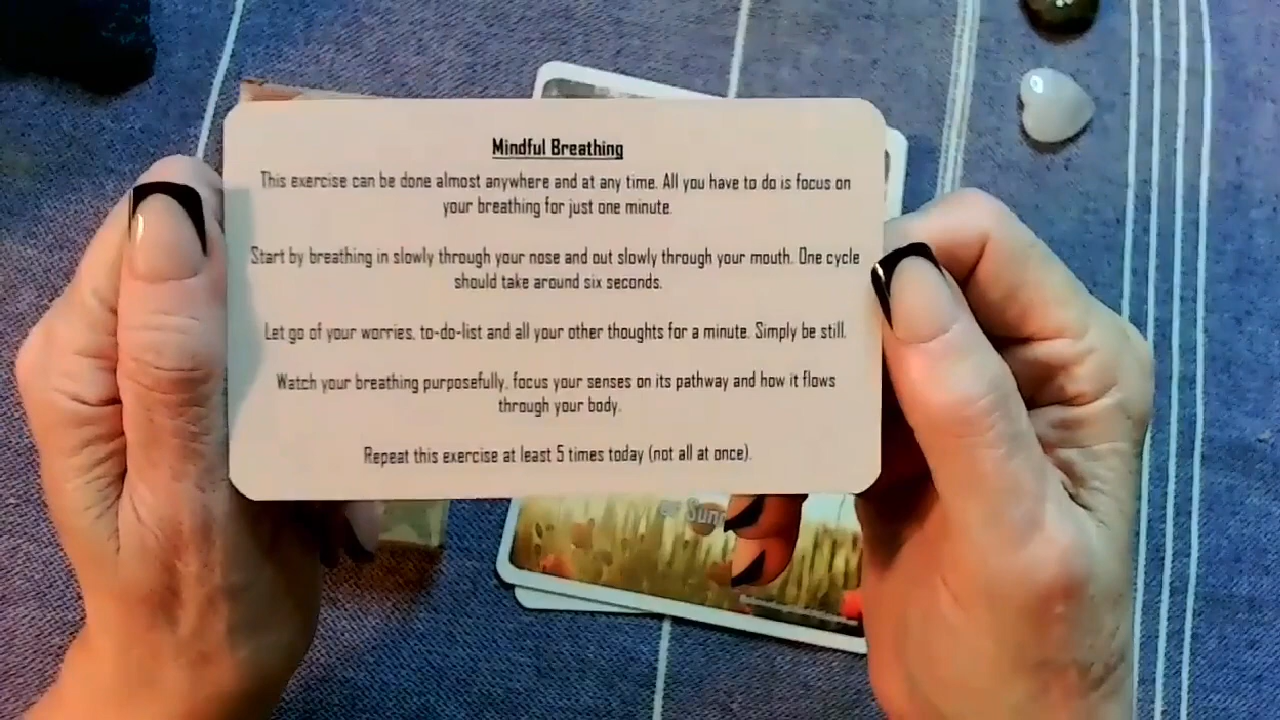 Mindful Breathing
This exercise can be done almost anywhere and at any time. All you have to do is focus on
your breathing for just one minute.
Start by breathing in slowly through your nose and out slowly through your mouth. One cycle
should take around six seconds.
Let go of your worries, to-do-list and all your other thoughts for a minute. Simply be still.
Watch your breathing purposefully, focus your senses on its pathway and how it flows
through your body.
Repeat this exercise at least 5 times today (not all at once).